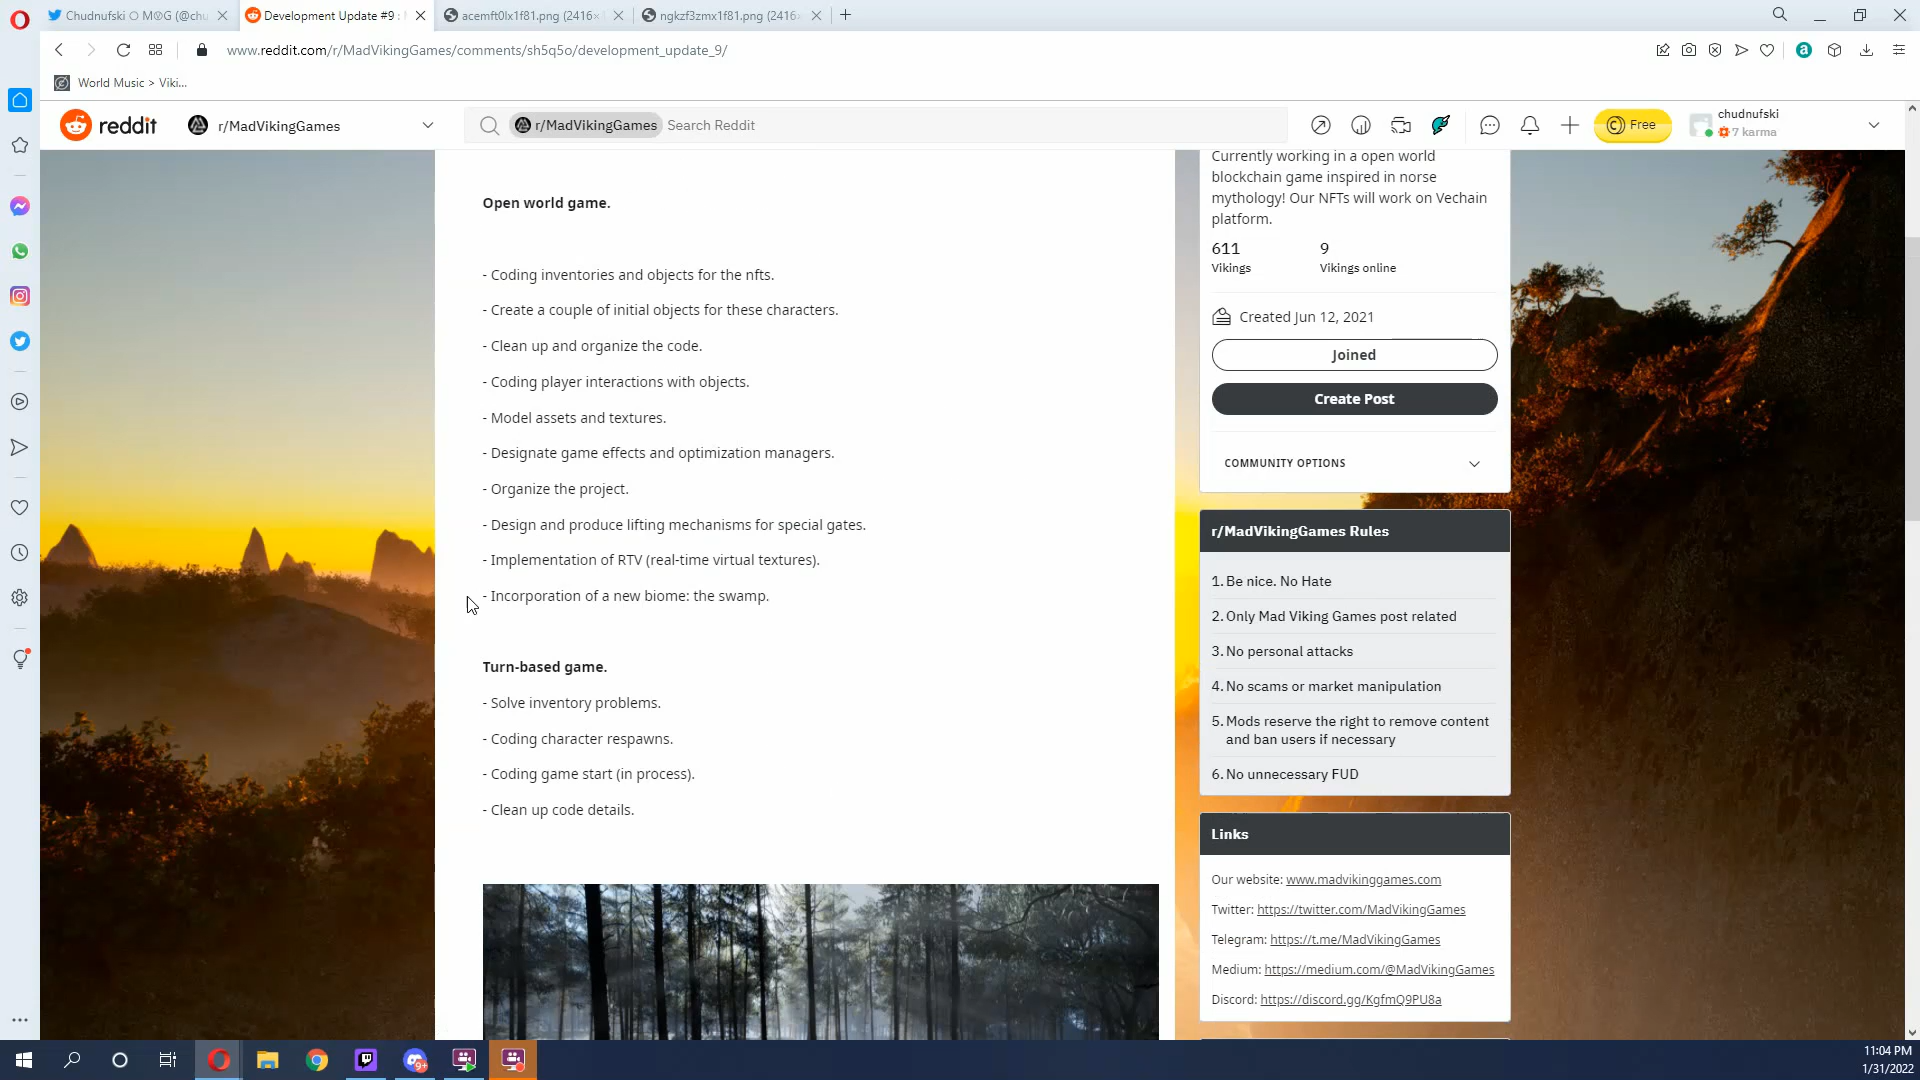 Chudnufski ⬡ M⬡G (@chu
Development Update #9 :
acemft0lx1f81.png (2416×
ngkzf3zmx1f81.png (2416
www.reddit.com/r/MadVikingGames/comments/sh5q5o/development_update_9/
World Music > Viki...
reddit
r/MadVikingGames
r/MadVikingGames Search Reddit
Free
chudnufski
7 karma
Open world game.
- Coding inventories and objects for the nfts.
- Create a couple of initial objects for these characters.
- Clean up and organize the code.
- Coding player interactions with objects.
- Model assets and textures.
- Designate game effects and optimization managers.
- Organize the project.
- Design and produce lifting mechanisms for special gates.
- Implementation of RTV (real-time virtual textures).
- Incorporation of a new biome: the swamp.
Turn-based game.
- Solve inventory problems.
- Coding character respawns.
- Coding game start (in process).
- Clean up code details.
Currently working in a open world
blockchain game inspired in norse
mythology! Our NFTs will work on Vechain
platform.
611 9
Vikings Vikings online
Created Jun 12, 2021
Joined
Create Post
COMMUNITY OPTIONS
r/MadVikingGames Rules
1. Be nice. No Hate
2. Only Mad Viking Games post related
3. No personal attacks
4. No scams or market manipulation
5. Mods reserve the right to remove content
and ban users if necessary
6. No unnecessary FUD
Links
Our website: www.madvikinggames.com
Twitter: https://twitter.com/MadVikingGames
Telegram: https://t.me/MadVikingGames
Medium: https://medium.com/@MadVikingGames
Discord: https://discord.gg/KgfmQ9PU8a
9+
11:04 PM
1/31/2022